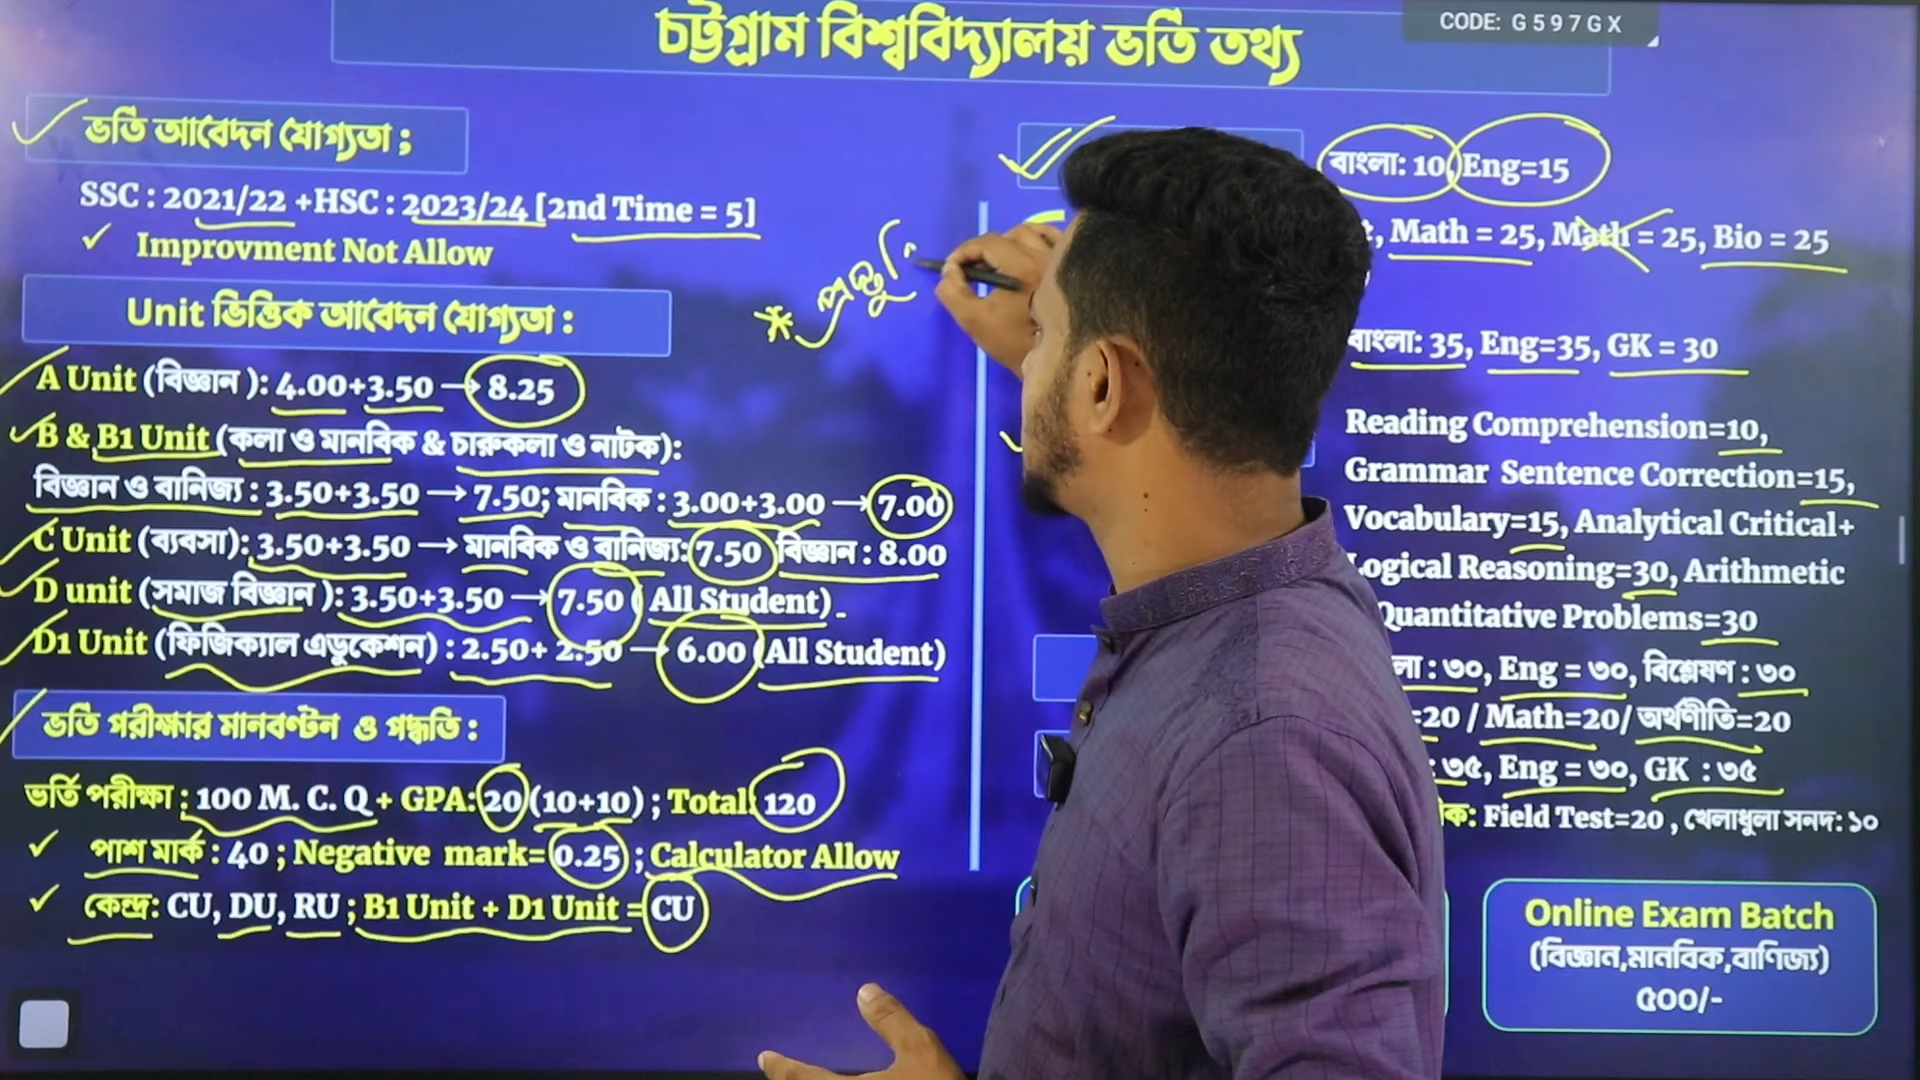 চট্টগ্রাম বিশ্ববিদ্যালয় ভর্তি তথ্য
CODE: G597GX
ভর্তি আবেদন যোগ্যতা ;
SSC : 2021/22 +HSC : 2023/24 [2nd Time = 5]
✓ Improvment Not Allow
Unit ভিত্তিক আবেদন যোগ্যতা :
A Unit (বিজ্ঞান ): 4.00+3.50 → 8.25
B & B1 Unit (কলা ও মানবিক & চারুকলা ও নাটক):
বিজ্ঞান ও বানিজ্য : 3.50+3.50 → 7.50; মানবিক : 3.00+3.00 → 7.00
C Unit (ব্যবসা): 3.50+3.50 → মানবিক ও বানিজ্য: 7.50 বিজ্ঞান : 8.00
D unit (সমাজ বিজ্ঞান ): 3.50+3.50 → 7.50 ( All Student)
D1 Unit (ফিজিক্যাল এডুকেশন) : 2.50+ 2.50 → 6.00 (All Student)
ভর্তি পরীক্ষার মানবণ্টন ও পদ্ধতি :
ভর্তি পরীক্ষা : 100 M. C. Q + GPA: 20 (10+10) ; Total: 120
✓ পাশ মার্ক : 40 ; Negative mark= 0.25 ; Calculator Allow
✓ কেন্দ্র: CU, DU, RU ; B1 Unit + D1 Unit = CU
* প্রস্তুতি
বাংলা: 10, Eng=15
, Math = 25, Math = 25, Bio = 25
বাংলা: 35, Eng=35, GK = 30
Reading Comprehension=10,
Grammar Sentence Correction=15,
Vocabulary=15, Analytical Critical+
Logical Reasoning=30, Arithmetic
Quantitative Problems=30
লা : ৩০, Eng = ৩০, বিশ্লেষণ : ৩০
=20 / Math=20/ অর্থনীতি=20
: ৩৫, Eng = ৩০, GK : ৩৫
ক: Field Test=20 , খেলাধুলা সনদ: ১০
Online Exam Batch
(বিজ্ঞান,মানবিক,বাণিজ্য)
৫০০/-